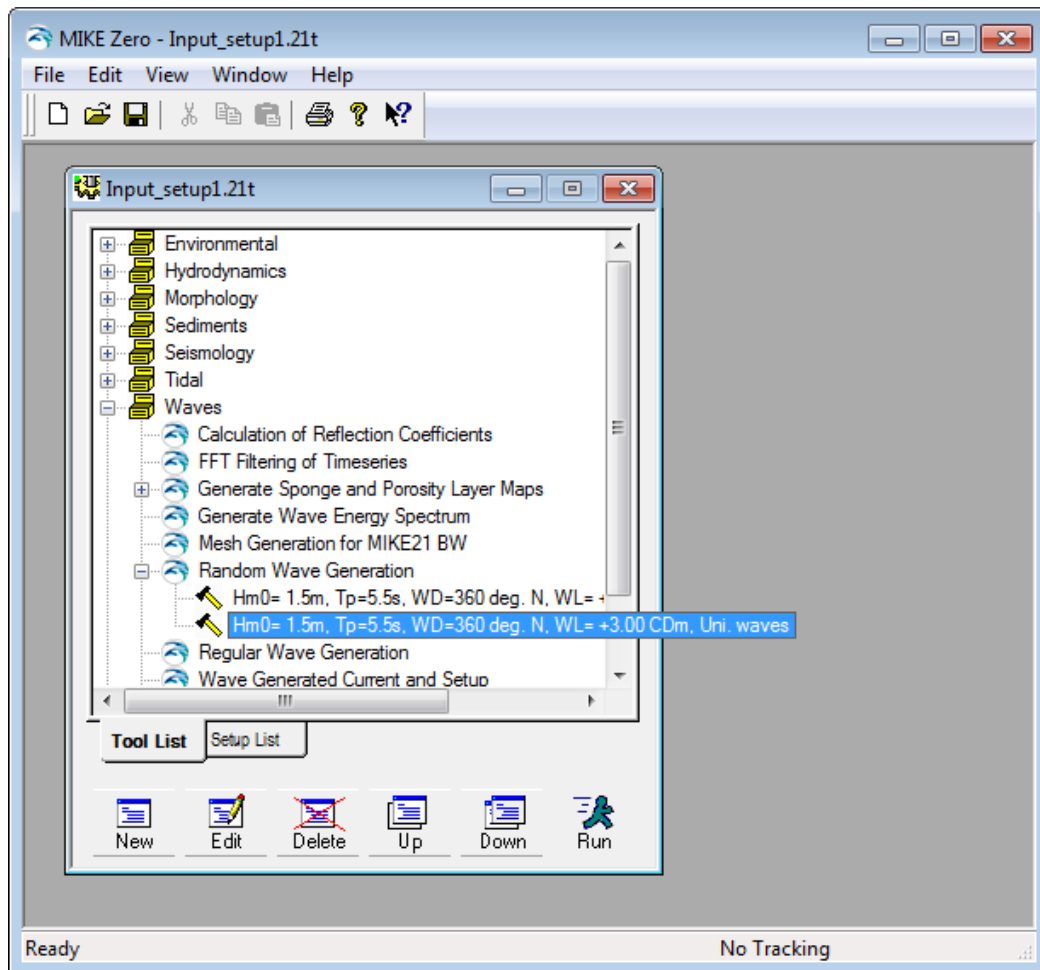 MIKE Zero - Input_setup1.21t
File Edit View Window Help
Input_setup1.21t
Environmental
Hydrodynamics
Morphology
Sediments
Seismology
Tidal
Waves
Calculation of Reflection Coefficients
FFT Filtering of Timeseries
Generate Sponge and Porosity Layer Maps
Generate Wave Energy Spectrum
Mesh Generation for MIKE21 BW
Random Wave Generation
Hm0= 1.5m, Tp=5.5s, WD=360 deg. N, WL= +
Hm0= 1.5m, Tp=5.5s, WD=360 deg. N, WL= +3.00 CDm, Uni. waves
Regular Wave Generation
Wave Generated Current and Setup
Tool List Setup List
New Edit Delete Up Down Run
Ready No Tracking